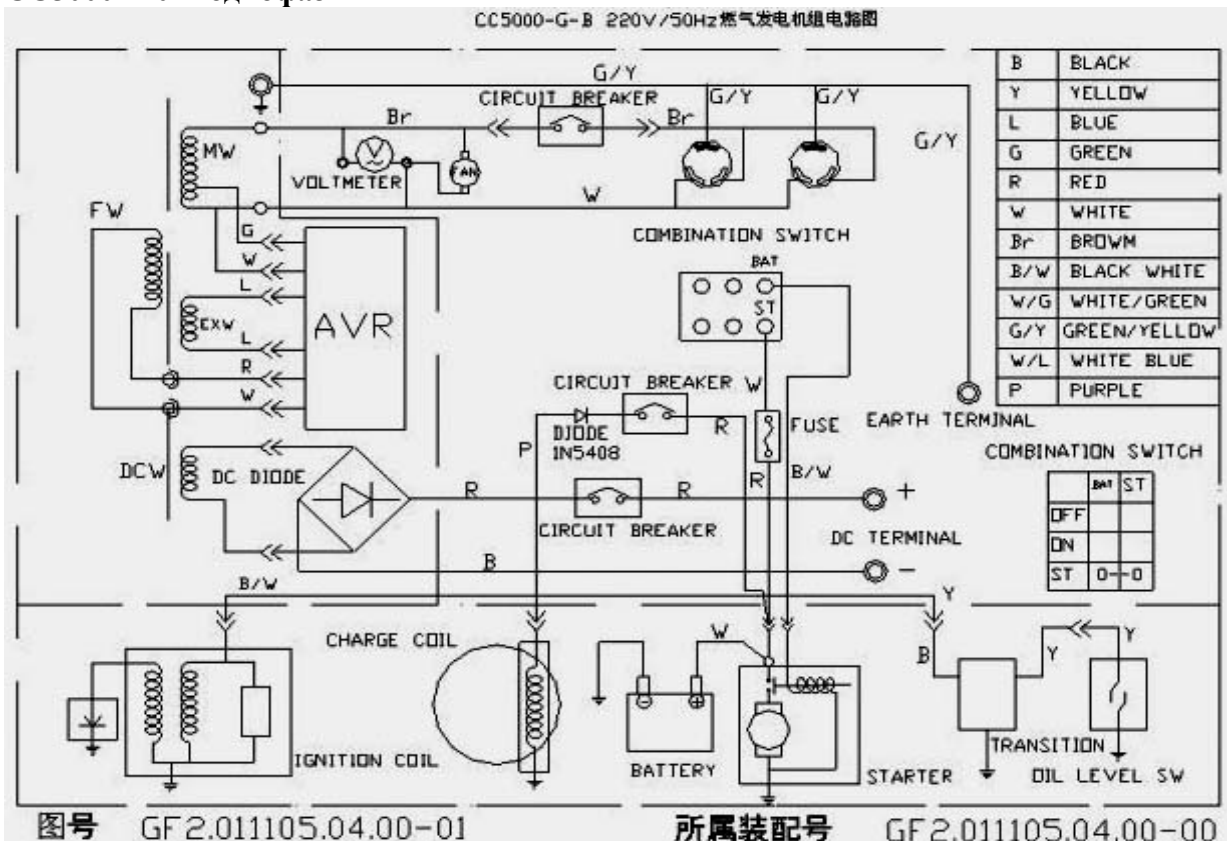 CC5000-G-B 220V/50Hz燃气发电机组电路图
G/Y
CIRCUIT BREAKER
G/Y
G/Y
G/Y
Br
Br
MW
V
FAN
VOLTMETER
W
FW
G
W
L
EXW
L
R
W
AVR
COMBINATION SWITCH
BAT
ST
W
CIRCUIT BREAKER
DIODE
IN5408
R
FUSE
P
R
B/W
EARTH TERMINAL
DCW
DC DIODE
R
R
+
CIRCUIT BREAKER
DC TERMINAL
B
-
B/W
Y
B BLACK
Y YELLOW
L BLUE
G GREEN
R RED
W WHITE
Br BROWM
B/W BLACK WHITE
W/G WHITE/GREEN
G/Y GREEN/YELLOW
W/L WHITE BLUE
P PURPLE
COMBINATION SWITCH
BAT ST
OFF
ON
ST O--O
CHARGE COIL
W
B
Y
Y
IGNITION COIL
BATTERY
STARTER
TRANSITION
OIL LEVEL SW
图号 GF2.011105.04.00-01
所属装配号 GF2.011105.04.00-00